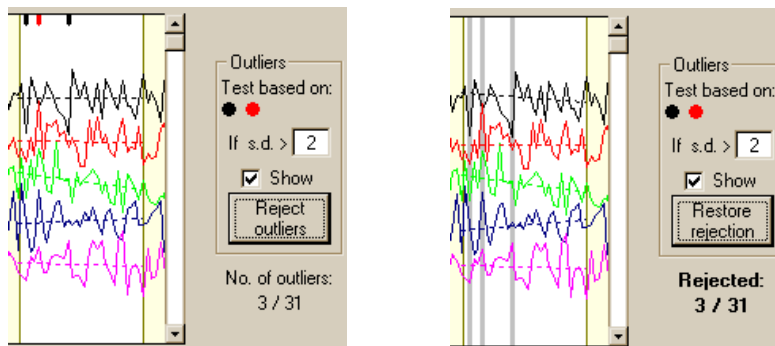 Outliers
Test based on:
If s.d. > 2
Show
Reject
outliers
No. of outliers:
3 / 31
Outliers
Test based on:
If s.d. > 2
Show
Restore
rejection
Rejected:
3 / 31